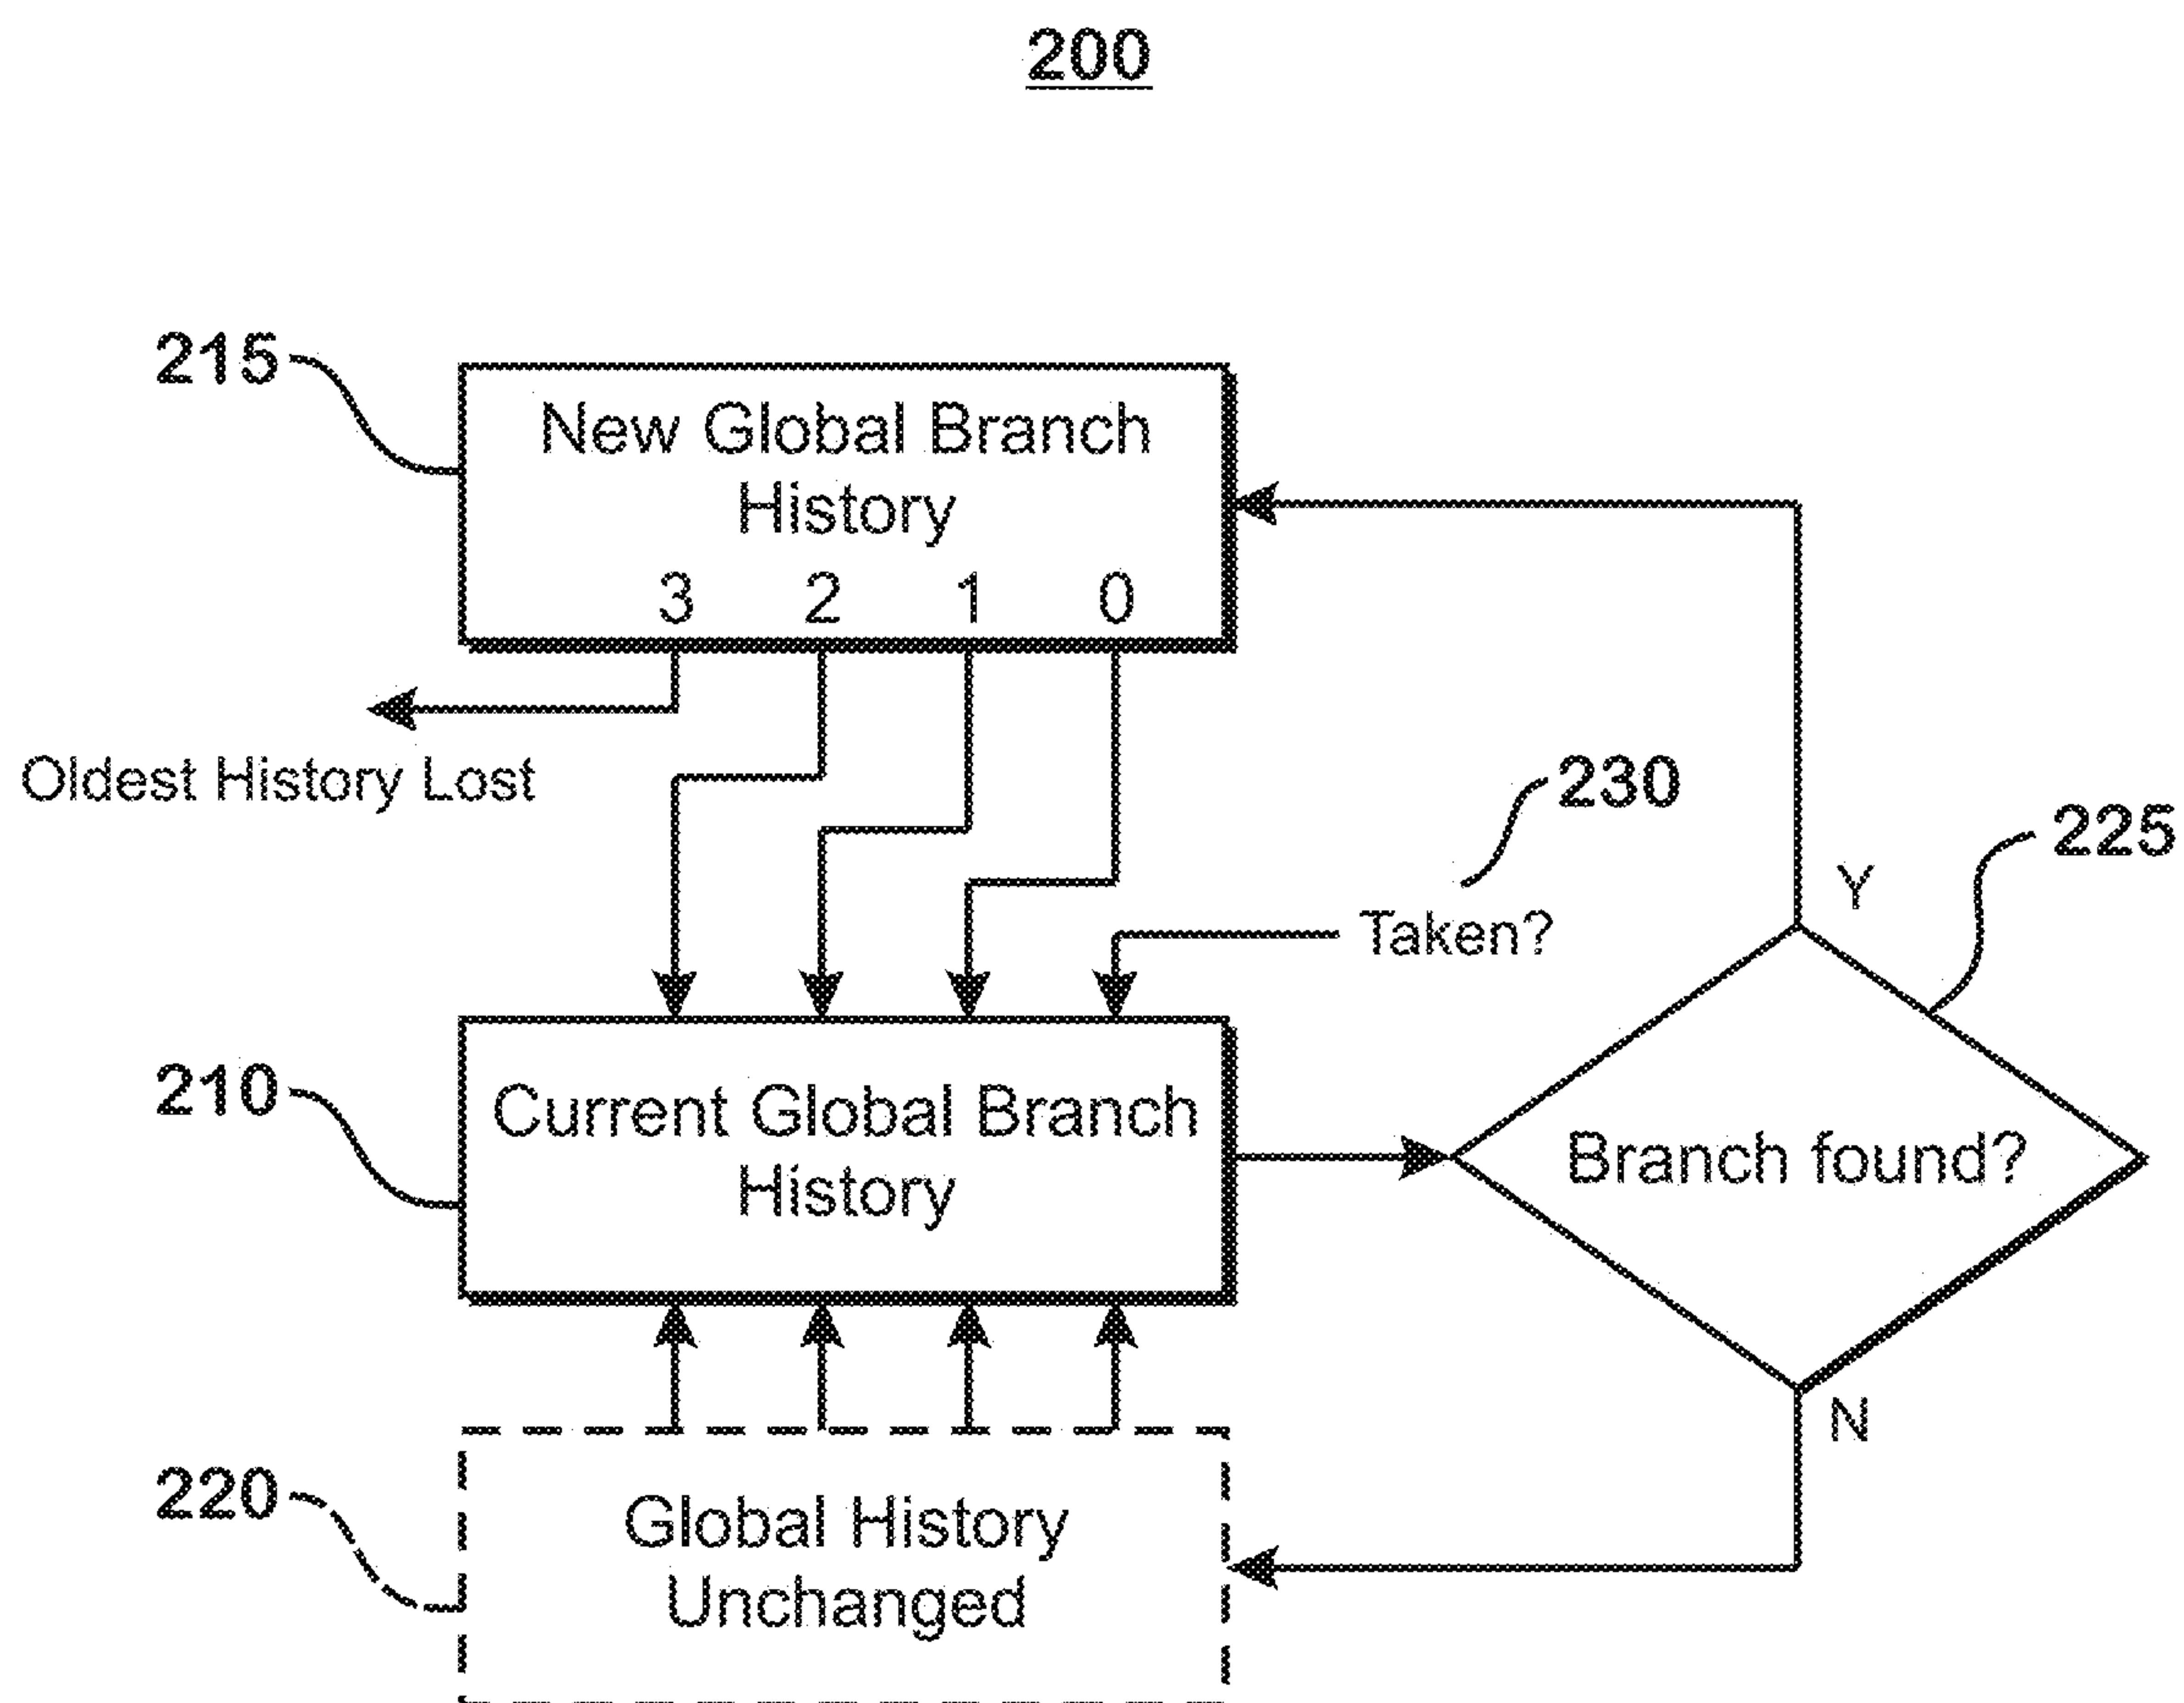 200
215
New Global Branch
History
3 2 1 0
Oldest History Lost
230
225
Taken?
Y
210
Current Global Branch
History
Branch found?
N
220
Global History
Unchanged